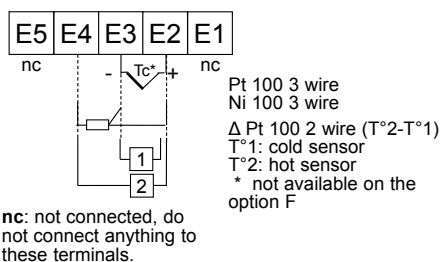 E5 E4 E3 E2 E1
nc - Tc* + nc
Pt 100 3 wire
Ni 100 3 wire
Δ Pt 100 2 wire (T°2-T°1)
T°1: cold sensor
T°2: hot sensor
* not available on the
option F
1
2
nc: not connected, do
not connect anything to
these terminals.